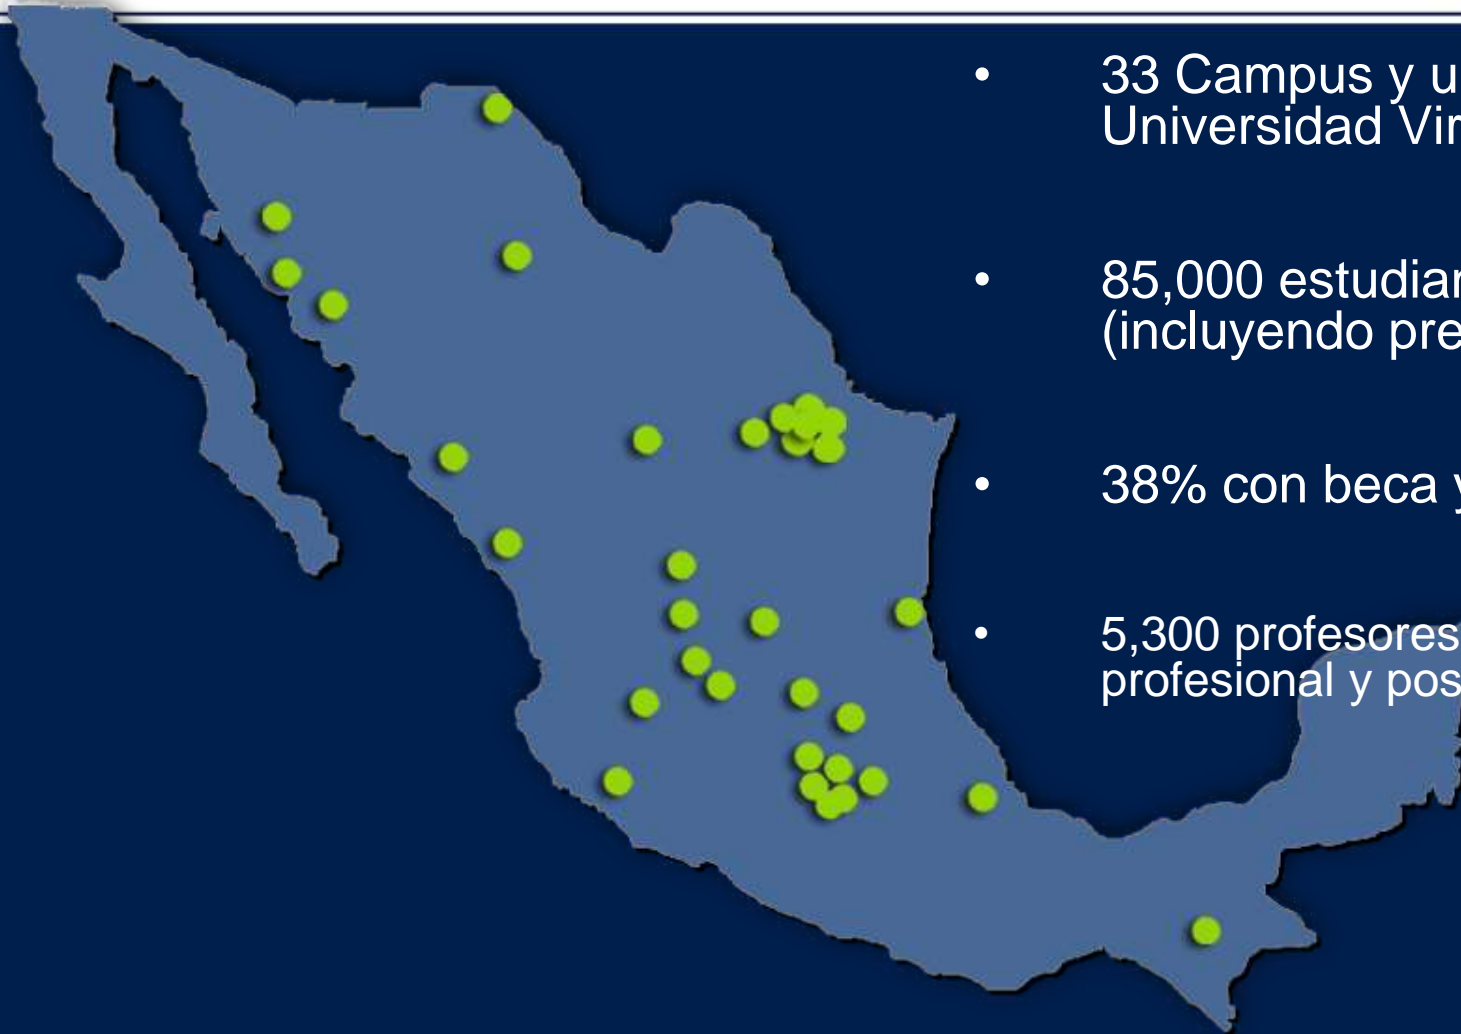 • 33 Campus y u
Universidad Vir
• 85,000 estudiar
(incluyendo pre
• 38% con beca y
• 5,300 profesores
profesional y pos